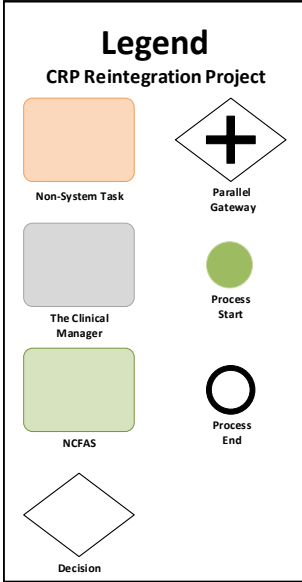 Legend
CRP Reintegration Project
Non-System Task
Parallel
Gateway
The Clinical
Manager
Process
Start
NCFAS
Process
End
Decision